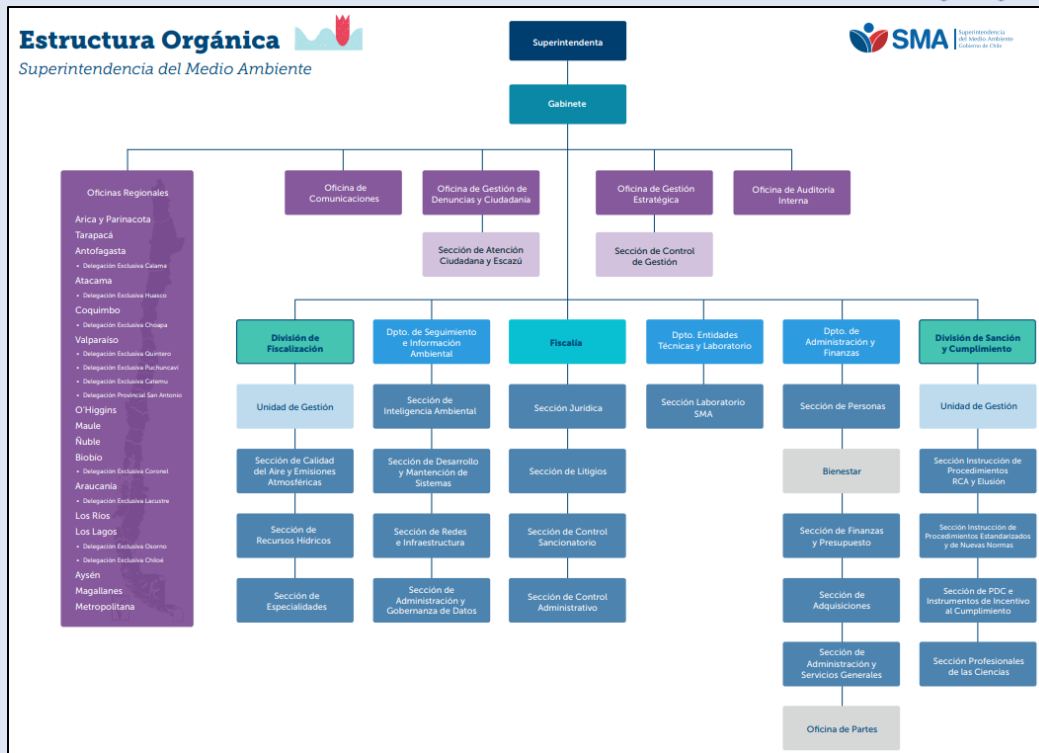 Estructura Orgánica
Superintendencia del Medio Ambiente
SMA
Superintendencia
del Medio Ambiente
Gobierno de Chile
Superintendenta
Gabinete
Oficinas Regionales
Arica y Parinacota
Tarapacá
Antofagasta
• Delegación Exclusiva Calama
Atacama
• Delegación Exclusiva Huasco
Coquimbo
• Delegación Exclusiva Choapa
Valparaíso
• Delegación Exclusiva Quintero
• Delegación Exclusiva Puchuncaví
• Delegación Exclusiva Catemu
• Delegación Provincial San Antonio
O'Higgins
Maule
Ñuble
Biobío
• Delegación Exclusiva Coronel
Araucanía
• Delegación Exclusiva Lacustre
Los Ríos
Los Lagos
• Delegación Exclusiva Osorno
• Delegación Exclusiva Chiloé
Aysén
Magallanes
Metropolitana
Oficina de
Comunicaciones
Oficina de Gestión de
Denuncias y Ciudadanía
Sección de Atención
Ciudadana y Escazú
Oficina de Gestión
Estratégica
Sección de Control
de Gestión
Oficina de Auditoría
Interna
División de
Fiscalización
Unidad de Gestión
Sección de Calidad
del Aire y Emisiones
Atmosféricas
Sección de
Recursos Hídricos
Sección de
Especialidades
Dpto. de Seguimiento
e Información
Ambiental
Sección de
Inteligencia Ambiental
Sección de Desarrollo
y Mantención de
Sistemas
Sección de Redes
e Infraestructura
Sección de
Administración y
Gobernanza de Datos
Fiscalía
Sección Jurídica
Sección de Litigios
Sección de Control
Sancionatorio
Sección de Control
Administrativo
Dpto. Entidades
Técnicas y Laboratorio
Sección Laboratorio
SMA
Dpto. de
Administración y
Finanzas
Sección de Personas
Bienestar
Sección de Finanzas
y Presupuesto
Sección de
Adquisiciones
Sección de
Administración y
Servicios Generales
Oficina de Partes
División de Sanción
y Cumplimiento
Unidad de Gestión
Sección Instrucción de
Procedimientos
RCA y Elusión
Sección Instrucción de
Procedimientos Estandarizados
y de Nuevas Normas
Sección de PDC e
Instrumentos de Incentivo
al Cumplimiento
Sección Profesionales
de las Ciencias